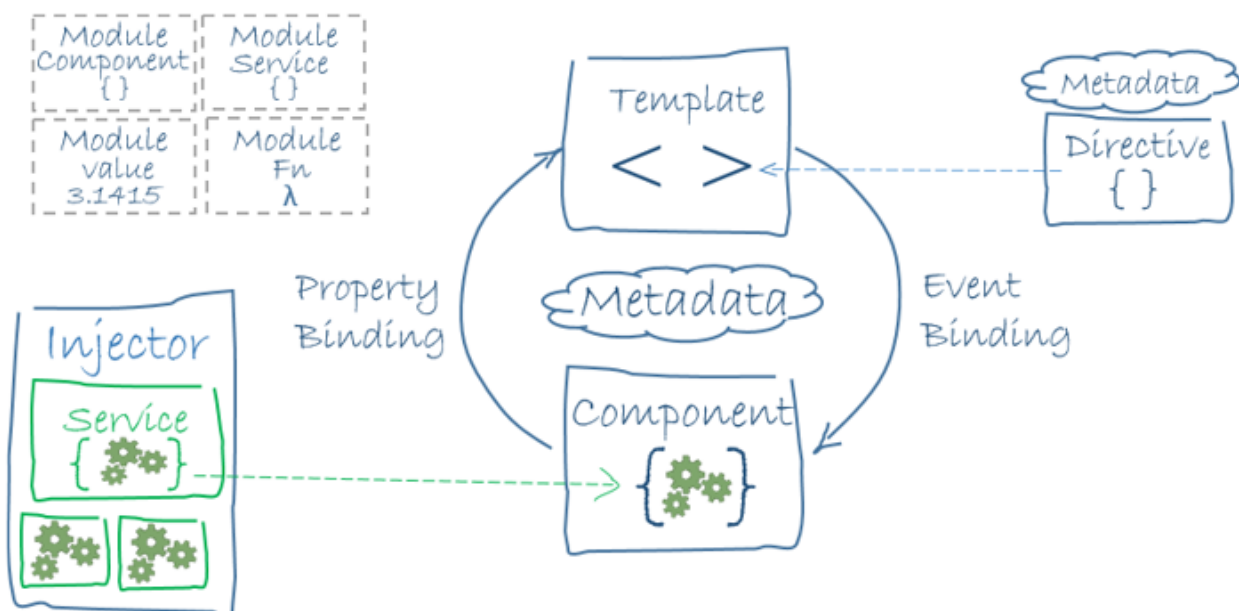 Module
Component
{ }
Module
Service
{ }
Module
value
3.1415
Module
Fn
λ
Template
< >
Metadata
Directive
{ }
Property
Binding
Metadata
Event
Binding
Injector
Service
{ }
Component
{ }